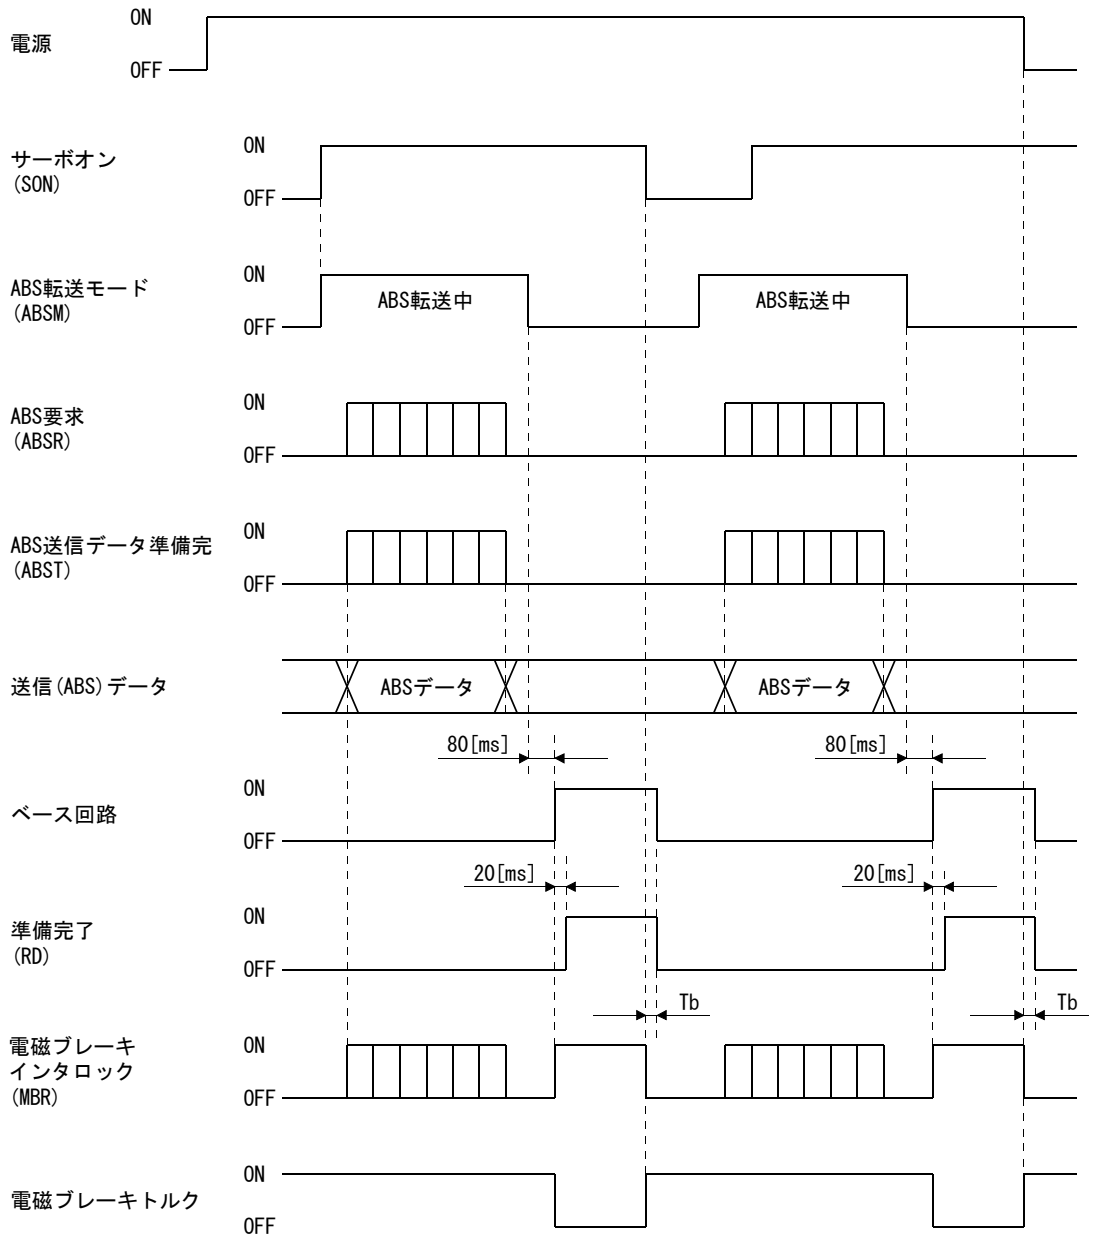 ON
電源
OFF
ON
サーボオン
(SON)
OFF
ON
ABS転送モード
(ABSM)
OFF
ABS転送中
ABS転送中
ON
ABS要求
(ABSR)
OFF
ON
ABS送信データ準備完
(ABST)
OFF
送信(ABS)データ
ABSデータ
ABSデータ
80[ms]
80[ms]
ON
ベース回路
OFF
20[ms]
20[ms]
ON
準備完了
(RD)
OFF
Tb
Tb
ON
電磁ブレーキ
インタロック
(MBR)
OFF
ON
電磁ブレーキトルク
OFF